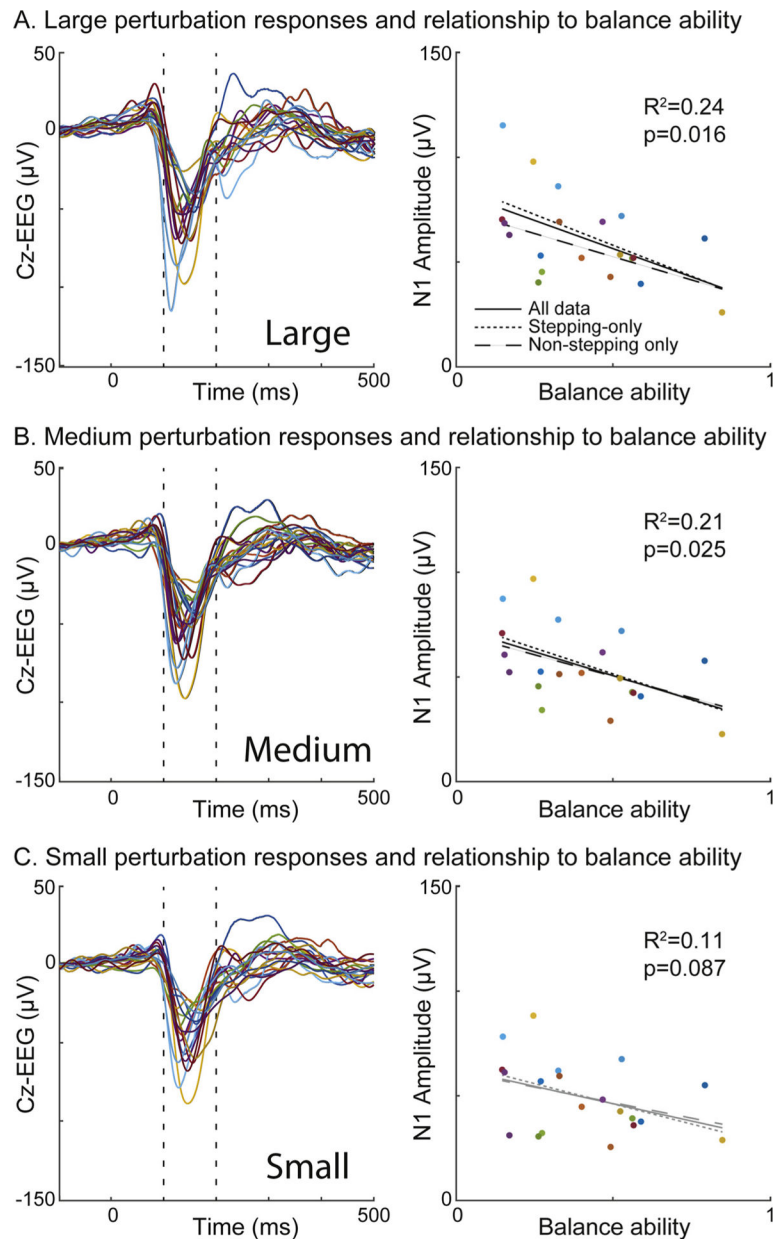 A. Large perturbation responses and relationship to balance ability
50
0
-150
Cz-EEG (µV)
0
500
Time (ms)
Large
150
0
N1 Amplitude (µV)
R²=0.24
p=0.016
All data
Stepping-only
Non-stepping only
0
1
Balance ability
B. Medium perturbation responses and relationship to balance ability
50
0
-150
Cz-EEG (µV)
0
500
Time (ms)
Medium
150
0
N1 Amplitude (µV)
R²=0.21
p=0.025
0
1
Balance ability
C. Small perturbation responses and relationship to balance ability
50
0
-150
Cz-EEG (µV)
0
500
Time (ms)
Small
150
0
N1 Amplitude (µV)
R²=0.11
p=0.087
0
1
Balance ability